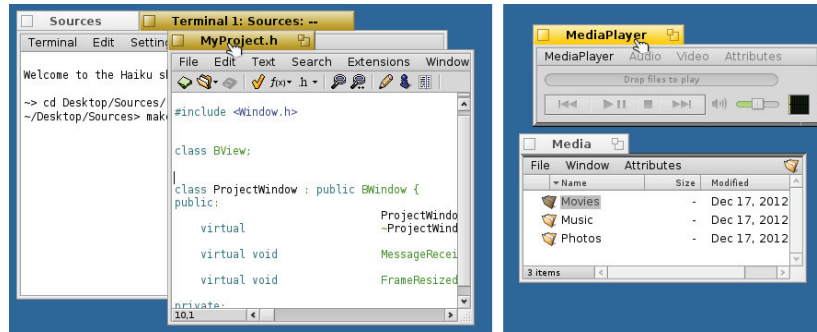 Sources
Terminal 1: Sources: --
Terminal Edit Setting
Welcome to the Haiku sh
~> cd Desktop/Sources/
~/Desktop/Sources> make
MyProject.h
File Edit Text Search Extensions Window
f(x) .h
#include <Window.h>
class BView;
class ProjectWindow : public BWindow {
public:
ProjectWindo
virtual ~ProjectWind
virtual void MessageRecei
virtual void FrameResized
private:
10,1
MediaPlayer
MediaPlayer Audio Video Attributes
Drop files to play
Media
File Window Attributes
Name Size Modified
Movies - Dec 17, 2012
Music - Dec 17, 2012
Photos - Dec 17, 2012
3 items